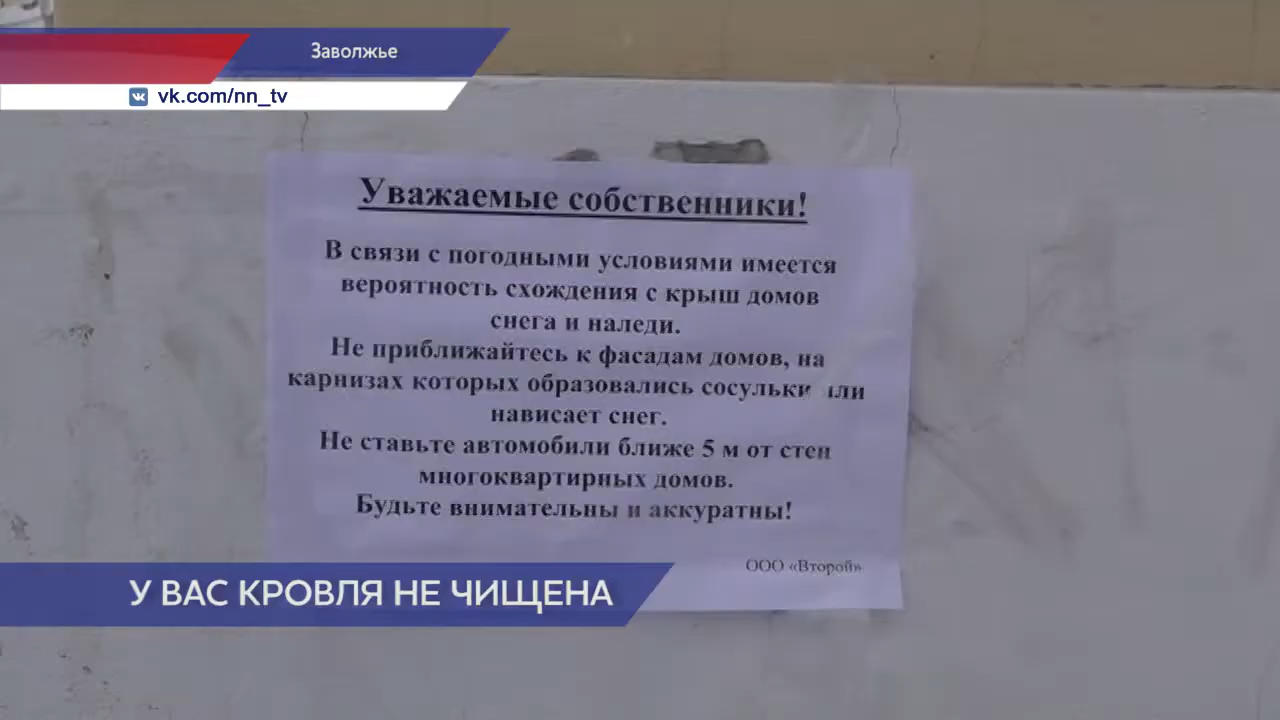 Заволжье
vk.com/nn_tv
Уважаемые собственники!
В связи с погодными условиями имеется
вероятность схождения с крыш домов
снега и наледи.
Не приближайтесь к фасадам домов, на
карнизах которых образовались сосульки или
нависает снег.
Не ставьте автомобили ближе 5 м от стен
многоквартирных домов.
Будьте внимательны и аккуратны!
ООО «Второй»
У ВАС КРОВЛЯ НЕ ЧИЩЕНА